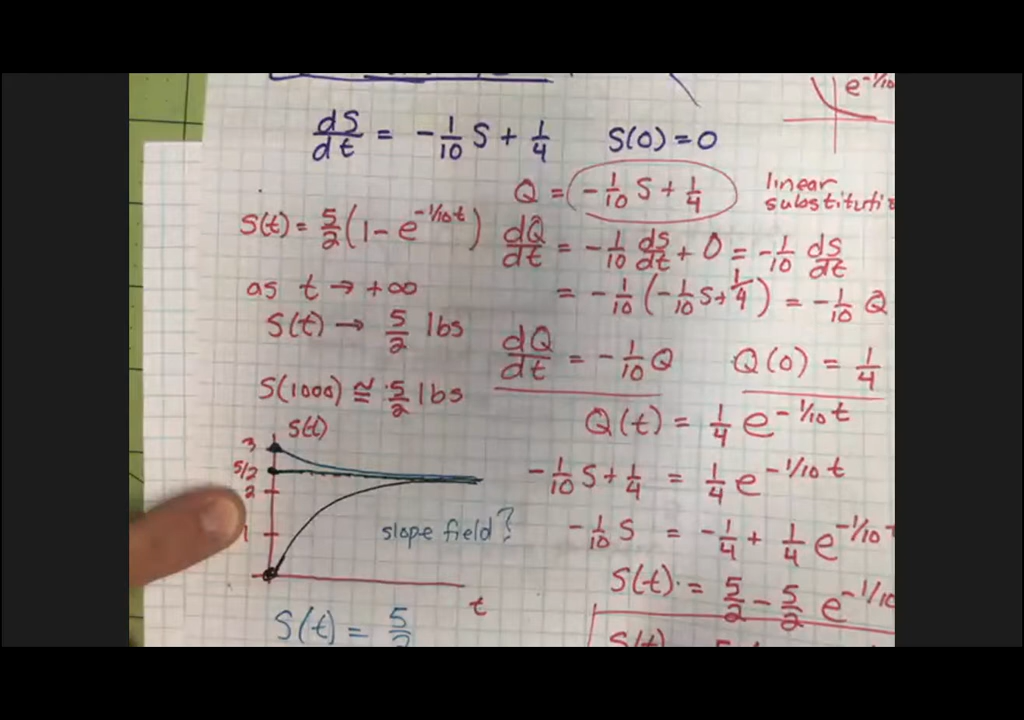 e^-1/10
dS/dt = -1/10 S + 1/4 S(0) = 0
Q = -1/10 S + 1/4 linear
substituti
S(t) = 5/2 (1 - e^-1/10 t) dQ/dt = -1/10 ds/dt + 0 = -1/10 ds/dt
as t → +∞ = -1/10 (-1/10 S + 1/4) = -1/10 Q
S(t) → 5/2 lbs
dQ/dt = -1/10 Q Q(0) = 1/4
S(1000) ≅ 5/2 lbs
Q(t) = 1/4 e^-1/10 t
S(t)
3
5/2
2
1
-1/10 S + 1/4 = 1/4 e^-1/10 t
slope field?
-1/10 S = -1/4 + 1/4 e^-1/10
t
S(t) = 5/2 - 5/2 e^-1/10
S(t) = 5/2
S(t)